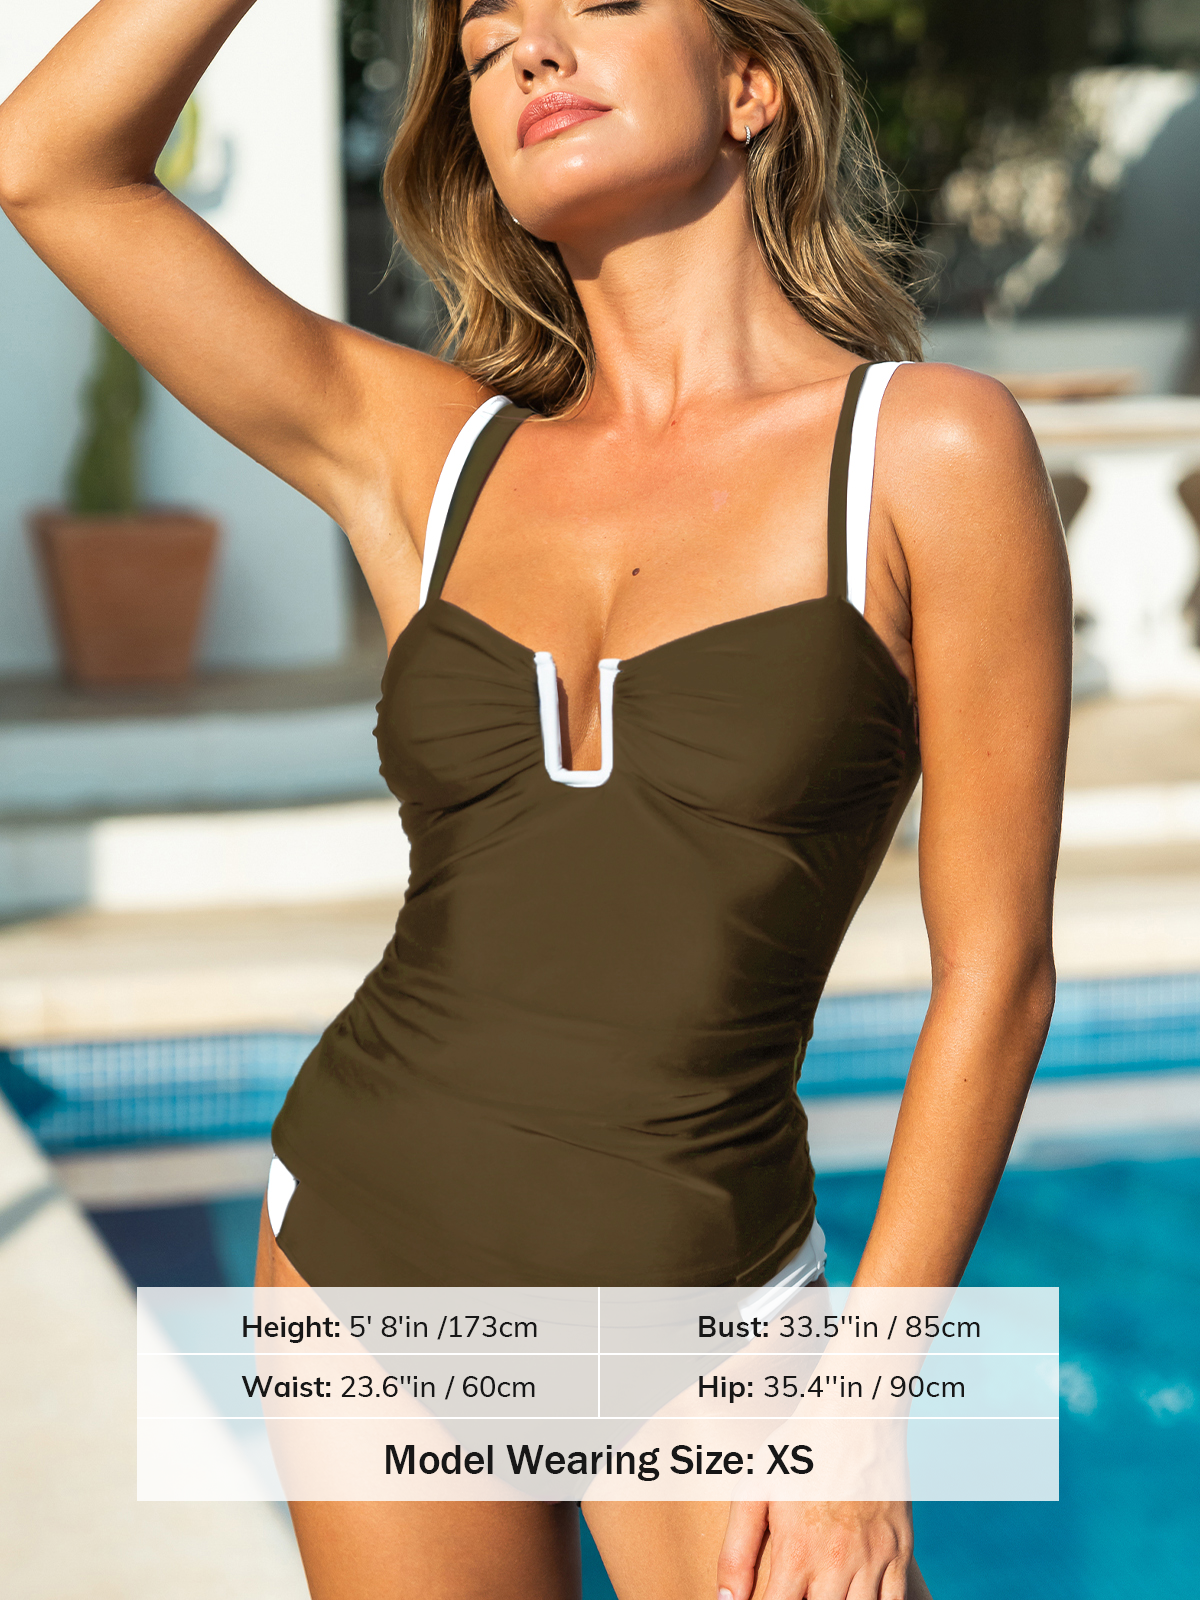 Height: 5' 8'in /173cm
Bust: 33.5''in / 85cm
Waist: 23.6''in / 60cm
Hip: 35.4''in / 90cm
Model Wearing Size: XS